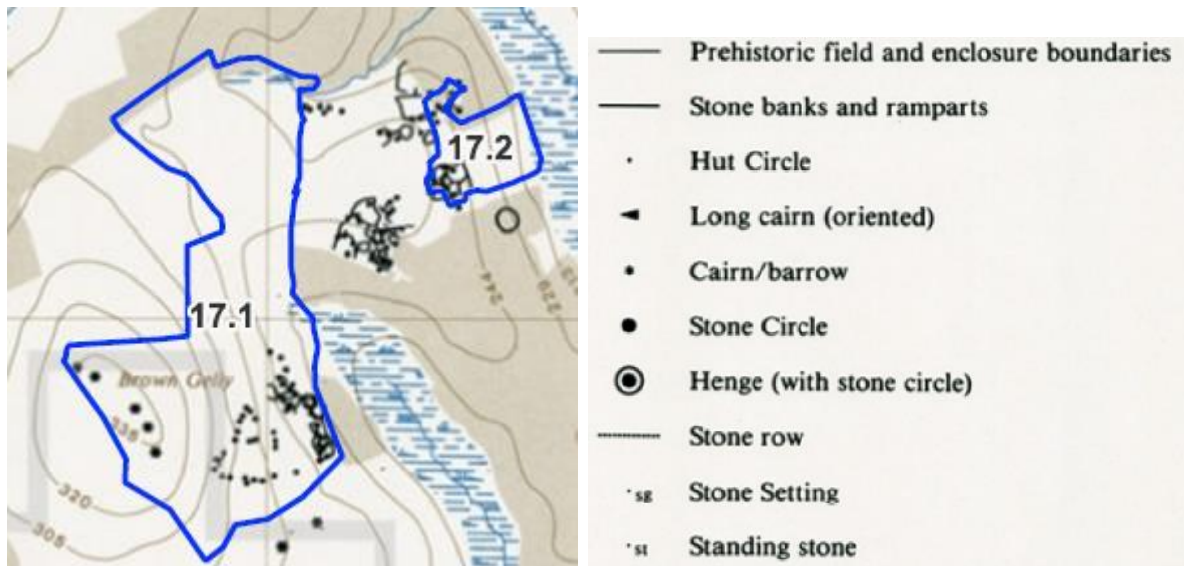 17.2
244
229
213
17.1
Brown Gelly
335
320
305
Prehistoric field and enclosure boundaries
Stone banks and ramparts
Hut Circle
Long cairn (oriented)
Cairn/barrow
Stone Circle
Henge (with stone circle)
Stone row
sg Stone Setting
st Standing stone